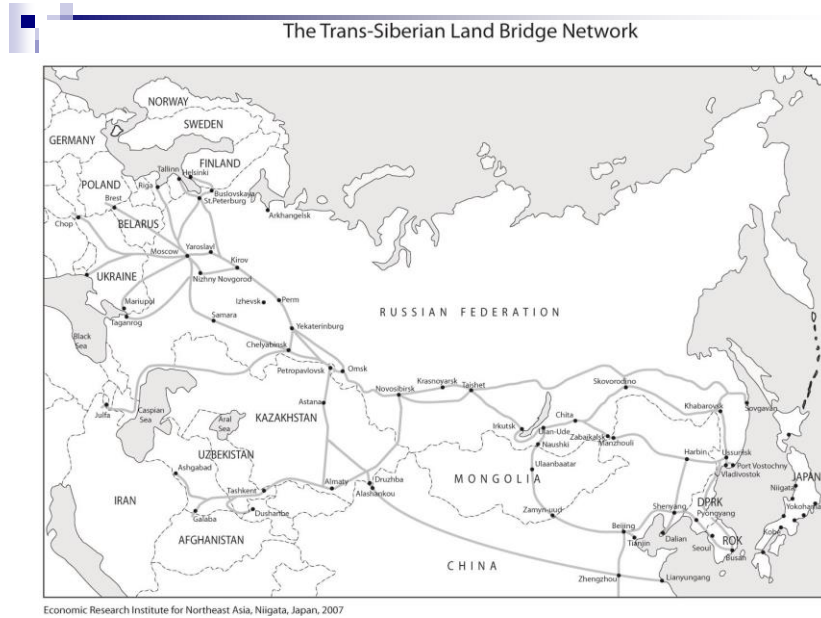 The Trans-Siberian Land Bridge Network
NORWAY
SWEDEN
GERMANY
FINLAND
Tallinn
Helsinki
POLAND
Riga
Buslovskaya
Brest
St.Peterburg
Arkhangelsk
Chop
BELARUS
Moscow
Yaroslavl
Kirov
UKRAINE
Nizhny Novgorod
Mariupol
Izhevsk
Perm
RUSSIAN FEDERATION
Taganrog
Samara
Yekaterinburg
Black
Sea
Chelyabinsk
Petropavlovsk
Omsk
Krasnoyarsk
Taishet
Skovorodino
Novosibirsk
Astana
Khabarovsk
Sovgavan
Julfa
Caspian
Sea
Aral
Sea
KAZAKHSTAN
Irkutsk
Chita
Ulan-Ude
Zabaikalsk
Manzhouli
Naushki
UZBEKISTAN
Harbin
Ussuriisk
Ashgabad
Ulaanbaatar
Port Vostochny
Vladivostok
Druzhba
MONGOLIA
JAPAN
Almaty
Alashankou
Tashkent
Niigata
IRAN
DPRK
Galaba
Dushanbe
Zamyn-uud
Shenyang
Pyongyang
Yokohama
AFGHANISTAN
Beijing
Kobe
Tianjin
Dalian
Seoul
ROK
Busan
CHINA
Zhengzhou
Lianyungang
Economic Research Institute for Northeast Asia, Niigata, Japan, 2007